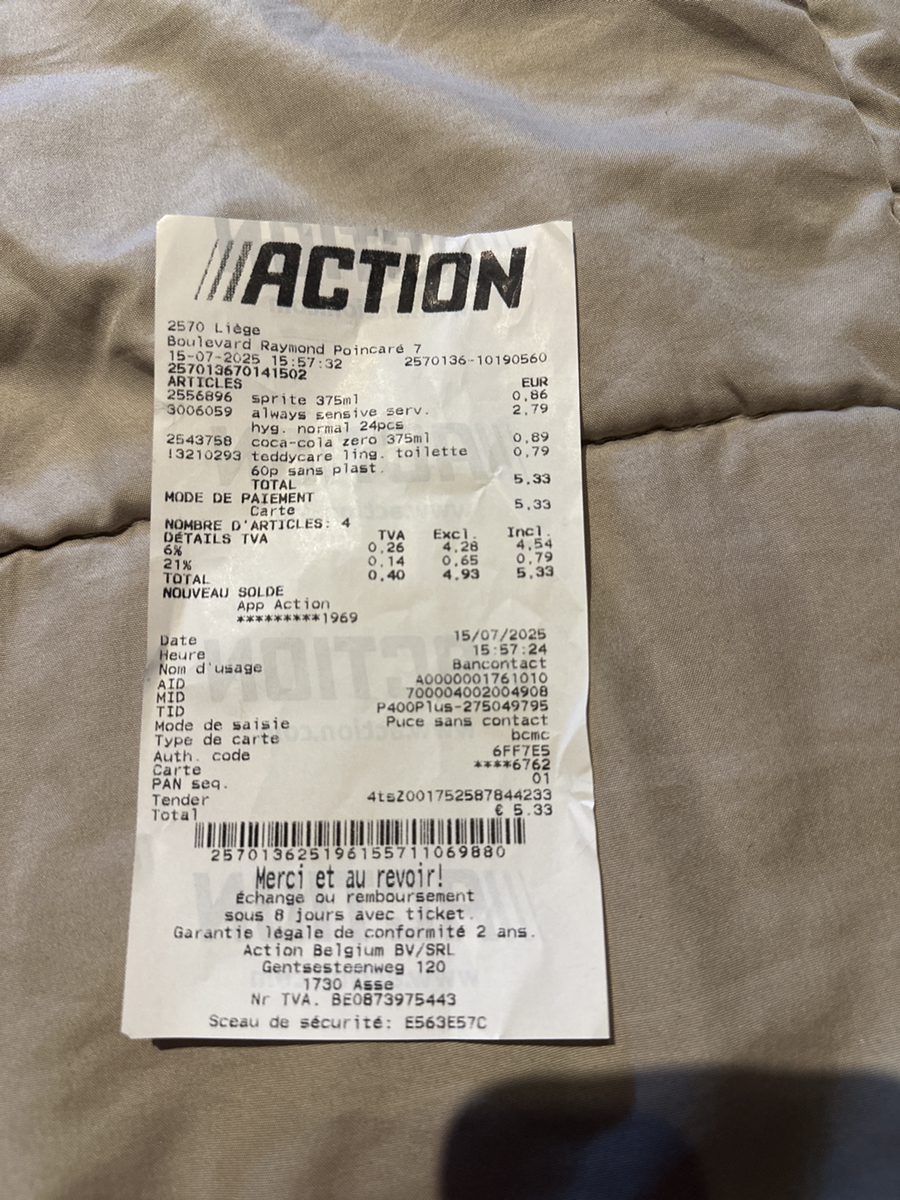 ACTION
2570 Liège
Boulevard Raymond Poincaré 7
15-07-2025 15:57:32 2570136-10190560
257013670141502
ARTICLES EUR
2556896 sprite 375ml 0,86
3006059 always sensive serv. 2,79
hyg. normal 24pcs
2543758 coca-cola zero 375ml 0,89
!3210293 teddycare ling. toilette 0,79
60p sans plast.
TOTAL 5,33
MODE DE PAIEMENT
Carte 5,33
NOMBRE D'ARTICLES: 4
DÉTAILS TVA TVA Excl. Incl.
6% 0,26 4,28 4,54
21% 0,14 0,65 0,79
TOTAL 0,40 4,93 5,33
NOUVEAU SOLDE
App Action
*********1969
Date 15/07/2025
Heure 15:57:24
Nom d'usage Bancontact
AID A0000001761010
MID 700004002004908
TID P400Plus-275049795
Mode de saisie Puce sans contact
Type de carte bcmc
Auth. code 6FF7E5
Carte ****6762
PAN seq. 01
Tender 4tsZ001752587844233
Total € 5.33
257013625196155711069880
Merci et au revoir!
Échange ou remboursement
sous 8 jours avec ticket.
Garantie légale de conformité 2 ans.
Action Belgium BV/SRL
Gentsesteenweg 120
1730 Asse
Nr TVA. BE0873975443
Sceau de sécurité: E563E57C